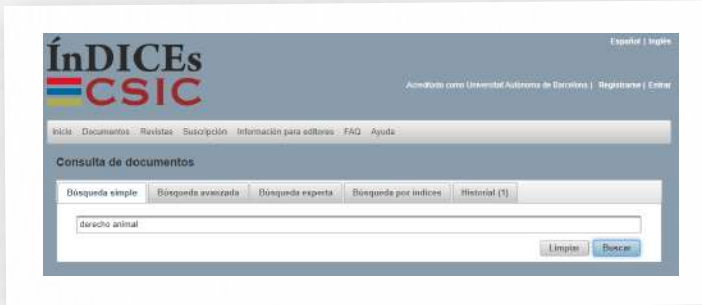 Español | Inglés
ÍnDICEs
CSIC
Acreditado como Universitat Autònoma de Barcelona | Registrarse | Entrar
Inicio Documentos Revistas Suscripción Información para editores FAQ Ayuda
Consulta de documentos
Búsqueda simple Búsqueda avanzada Búsqueda experta Búsqueda por índices Historial (1)
derecho animal
Limpiar Buscar